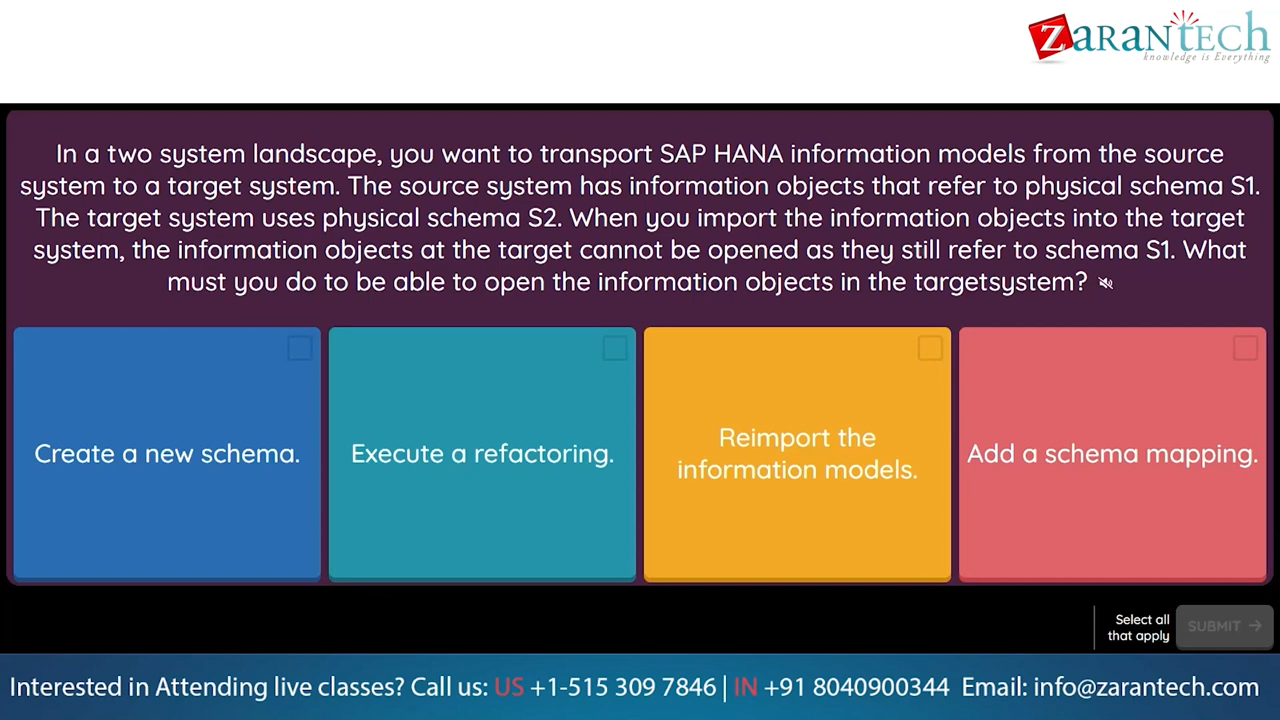 ZARANTECH
knowledge is Everything
In a two system landscape, you want to transport SAP HANA information models from the source
system to a target system. The source system has information objects that refer to physical schema S1.
The target system uses physical schema S2. When you import the information objects into the target
system, the information objects at the target cannot be opened as they still refer to schema S1. What
must you do to be able to open the information objects in the targetsystem?
Create a new schema.
Execute a refactoring.
Reimport the
information models.
Add a schema mapping.
Select all
that apply
SUBMIT →
Interested in Attending live classes? Call us: US +1-515 309 7846 | IN +91 8040900344 Email: info@zarantech.com